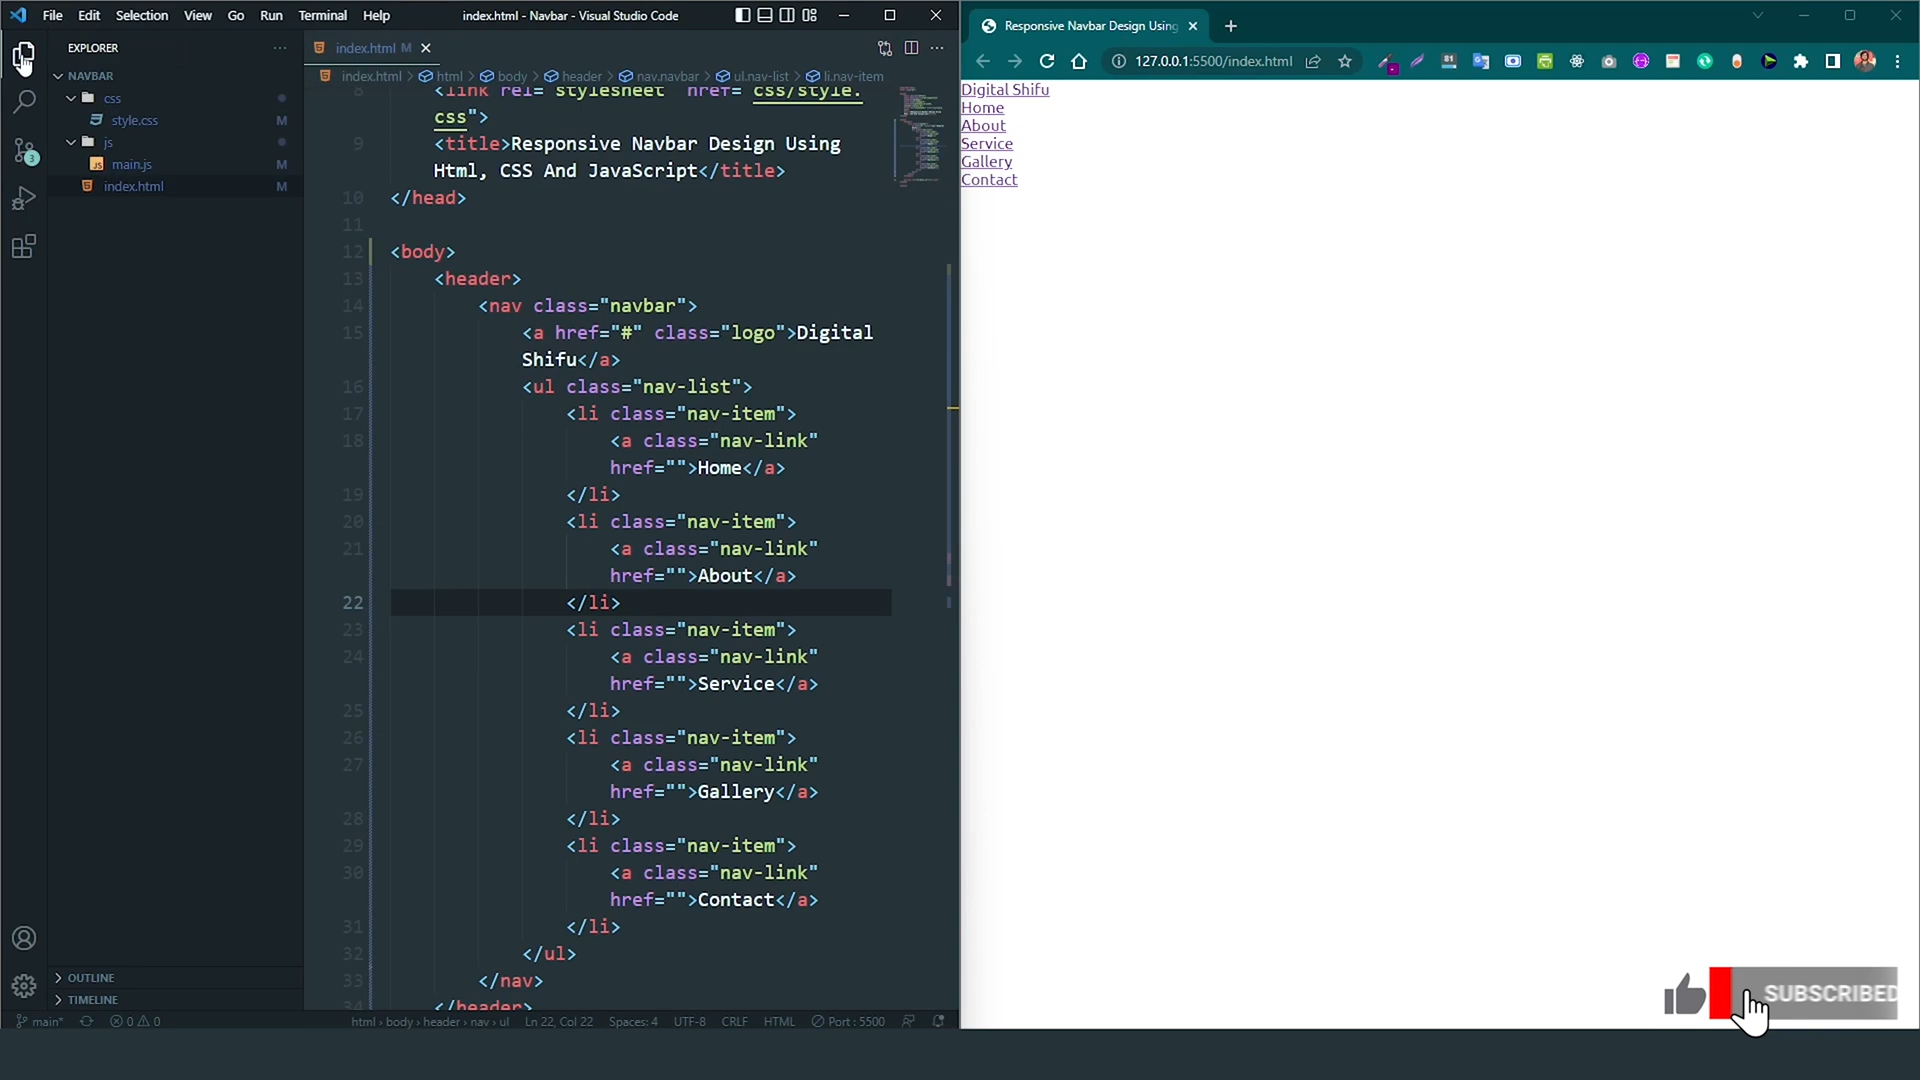 File Edit Selection View Go Run Terminal Help
index.html - Navbar - Visual Studio Code
EXPLORER
NAVBAR
css
style.css M
js
JS main.js M
index.html M
3
OUTLINE
TIMELINE
index.html M
index.html > html > body > header > nav.navbar > ul.nav-list > li.nav-item
8 <link rel="stylesheet" href="css/style.
css">
9 <title>Responsive Navbar Design Using
Html, CSS And JavaScript</title>
10 </head>
11
12 <body>
13 <header>
14 <nav class="navbar">
15 <a href="#" class="logo">Digital
Shifu</a>
16 <ul class="nav-list">
17 <li class="nav-item">
18 <a class="nav-link"
href="">Home</a>
19 </li>
20 <li class="nav-item">
21 <a class="nav-link"
href="">About</a>
22 </li>
23 <li class="nav-item">
24 <a class="nav-link"
href="">Service</a>
25 </li>
26 <li class="nav-item">
27 <a class="nav-link"
href="">Gallery</a>
28 </li>
29 <li class="nav-item">
30 <a class="nav-link"
href="">Contact</a>
31 </li>
32 </ul>
33 </nav>
34 </header>
main* 0 0 html > body > header > nav > ul Ln 22, Col 22 Spaces: 4 UTF-8 CRLF HTML Port : 5500
Responsive Navbar Design Using
127.0.0.1:5500/index.html
31
Digital Shifu
Home
About
Service
Gallery
Contact
SUBSCRIBED